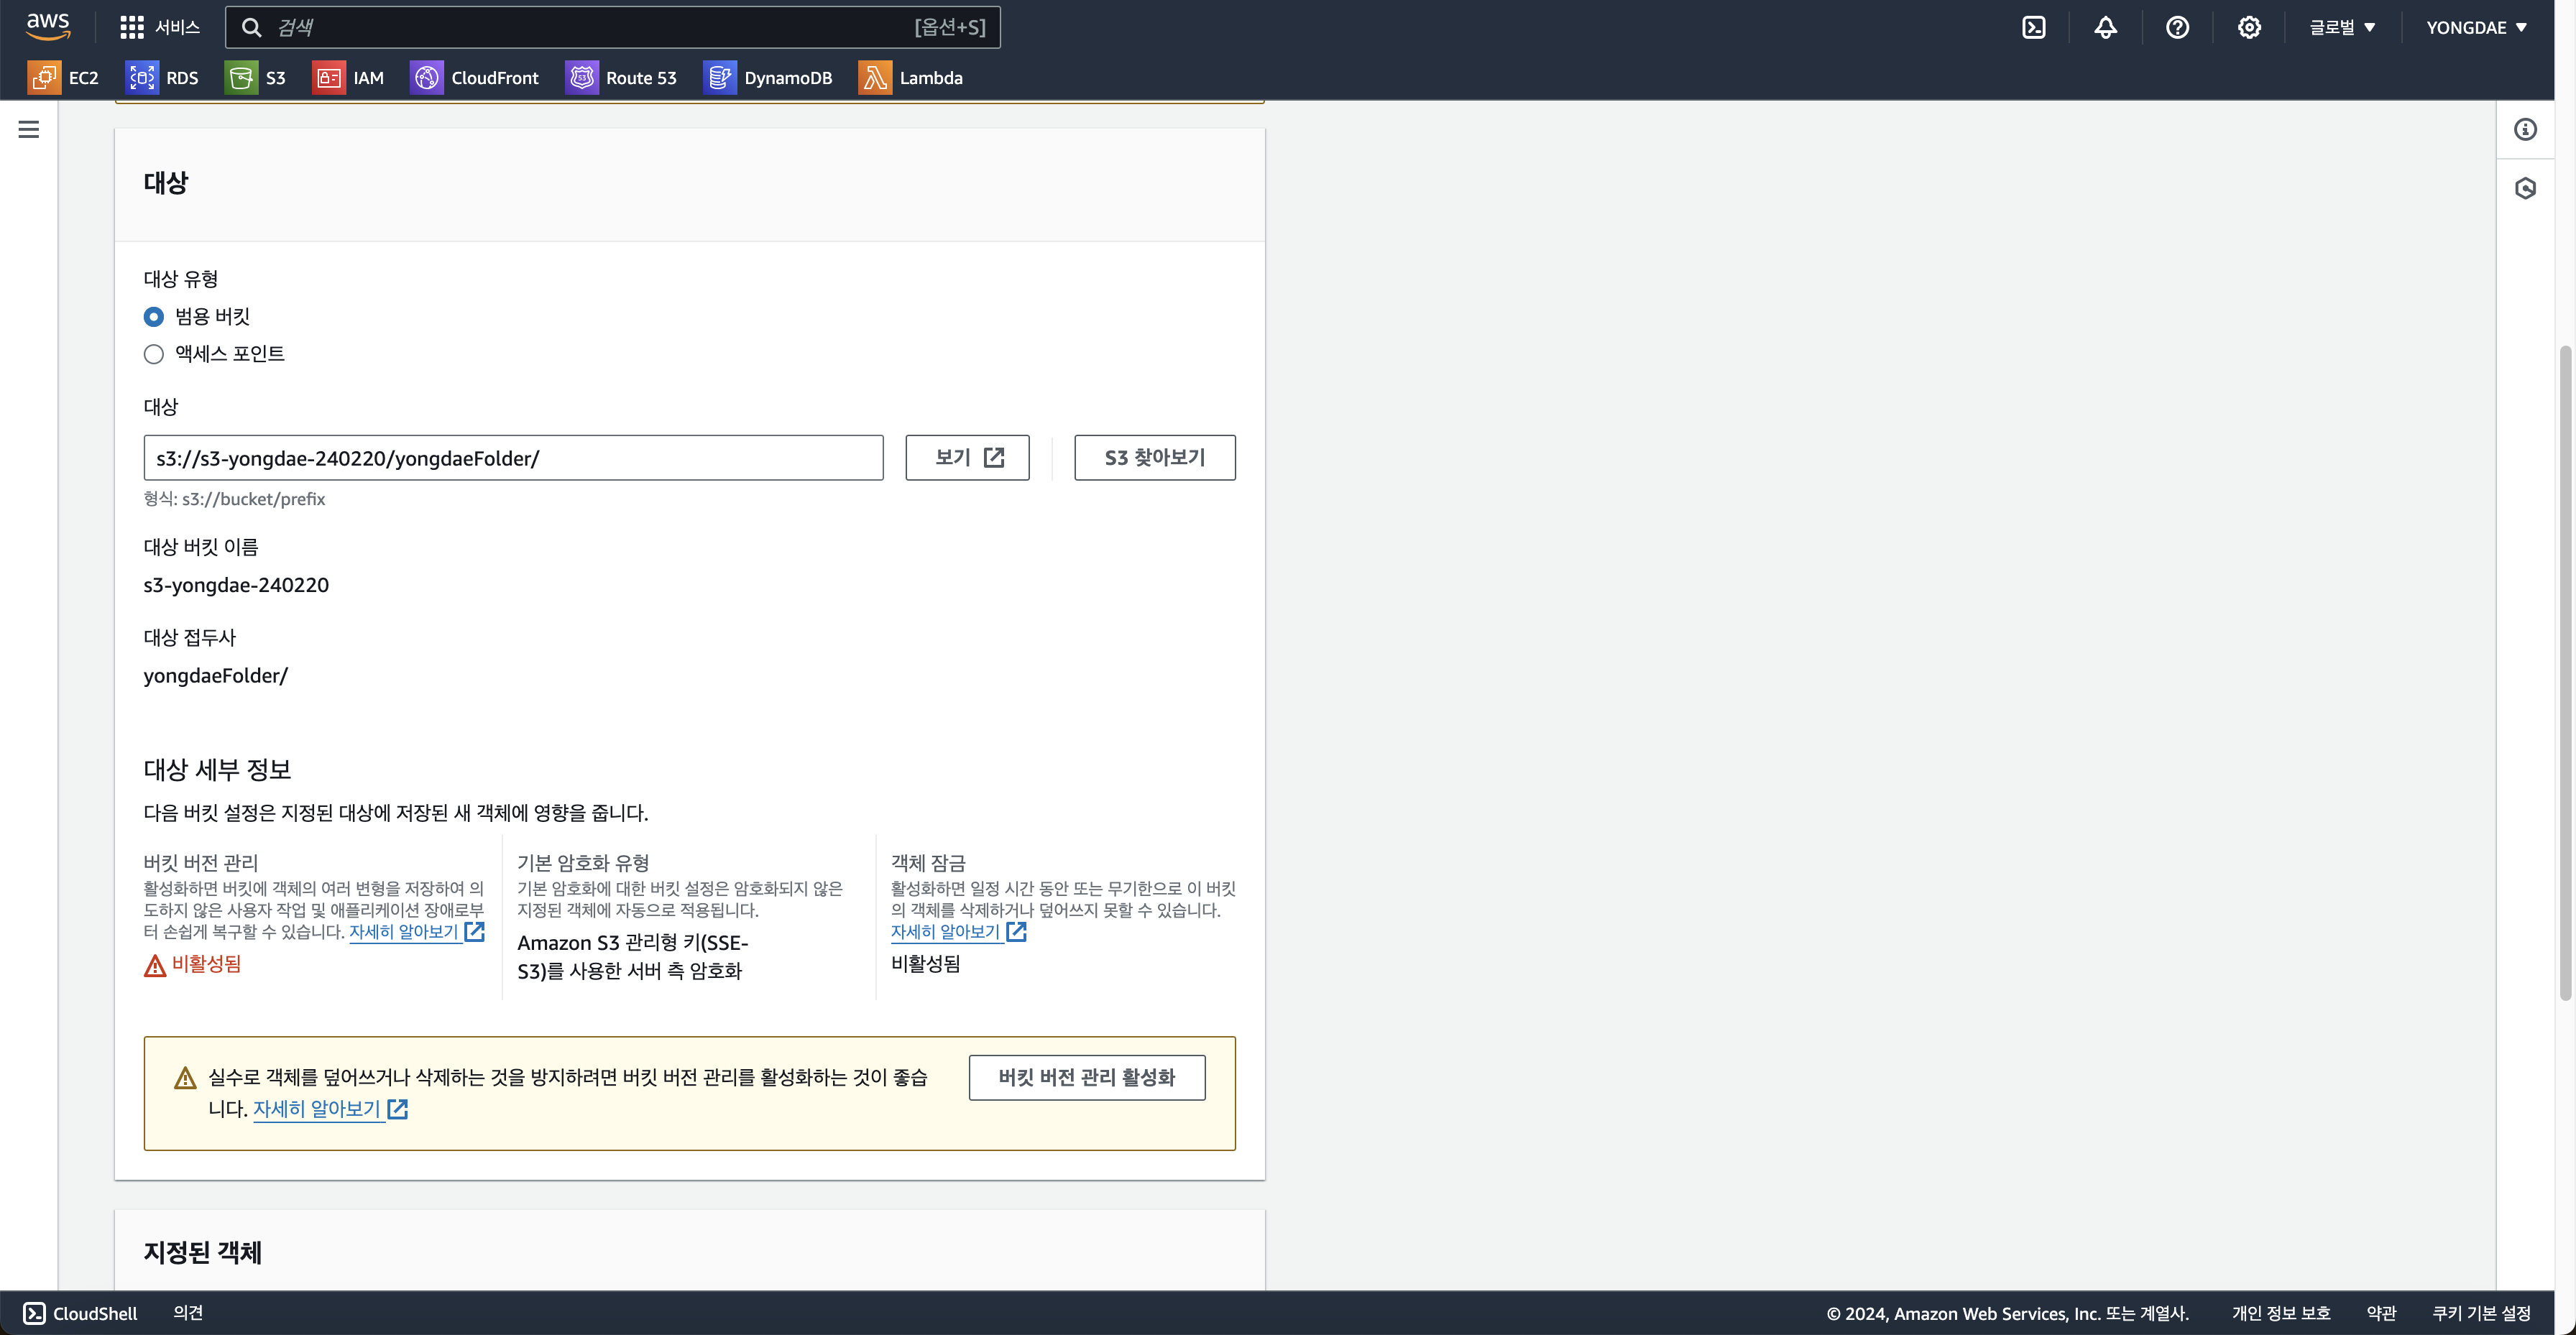 aws
서비스
검색
[옵션+S]
글로벌
YONGDAE
EC2
RDS
S3
IAM
CloudFront
Route 53
DynamoDB
Lambda
대상
대상 유형
범용 버킷
액세스 포인트
대상
s3://s3-yongdae-240220/yongdaeFolder/
보기
S3 찾아보기
형식: s3://bucket/prefix
대상 버킷 이름
s3-yongdae-240220
대상 접두사
yongdaeFolder/
대상 세부 정보
다음 버킷 설정은 지정된 대상에 저장된 새 객체에 영향을 줍니다.
버킷 버전 관리
활성화하면 버킷에 객체의 여러 변형을 저장하여 의
도하지 않은 사용자 작업 및 애플리케이션 장애로부
터 손쉽게 복구할 수 있습니다. 자세히 알아보기
비활성됨
기본 암호화 유형
기본 암호화에 대한 버킷 설정은 암호화되지 않은
지정된 객체에 자동으로 적용됩니다.
Amazon S3 관리형 키(SSE-
S3)를 사용한 서버 측 암호화
객체 잠금
활성화하면 일정 시간 동안 또는 무기한으로 이 버킷
의 객체를 삭제하거나 덮어쓰지 못할 수 있습니다.
자세히 알아보기
비활성됨
실수로 객체를 덮어쓰거나 삭제하는 것을 방지하려면 버킷 버전 관리를 활성화하는 것이 좋습
니다. 자세히 알아보기
버킷 버전 관리 활성화
지정된 객체
CloudShell
의견
© 2024, Amazon Web Services, Inc. 또는 계열사.
개인 정보 보호
약관
쿠키 기본 설정